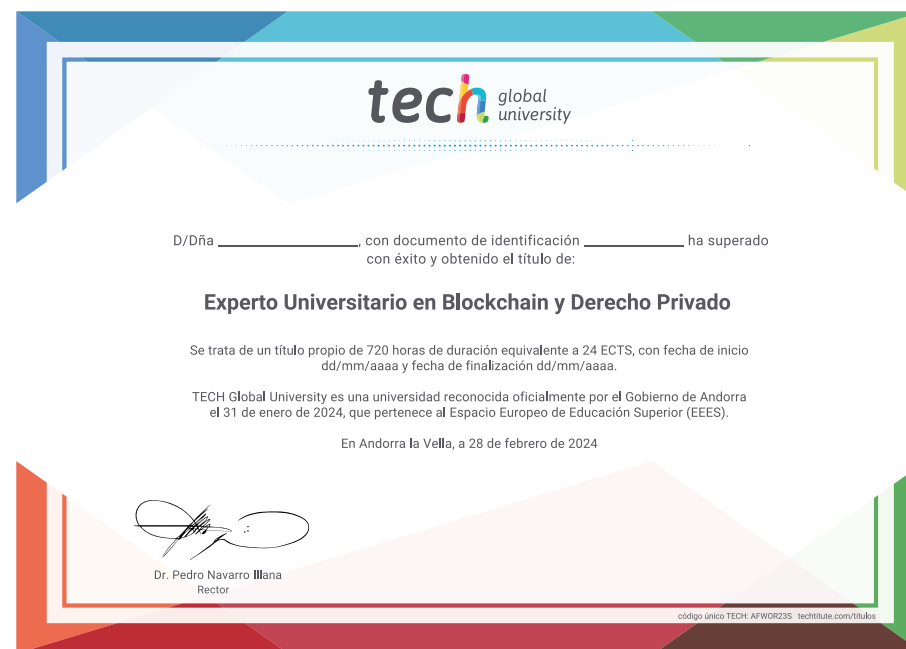 tech global university
D/Dña ____________________, con documento de identificación ______________ ha superado
con éxito y obtenido el título de:
Experto Universitario en Blockchain y Derecho Privado
Se trata de un título propio de 720 horas de duración equivalente a 24 ECTS, con fecha de inicio
dd/mm/aaaa y fecha de finalización dd/mm/aaaa.
TECH Global University es una universidad reconocida oficialmente por el Gobierno de Andorra
el 31 de enero de 2024, que pertenece al Espacio Europeo de Educación Superior (EEES).
En Andorra la Vella, a 28 de febrero de 2024
Dr. Pedro Navarro Illana
Rector
código único TECH: AFWOR23S techtitute.com/titulos